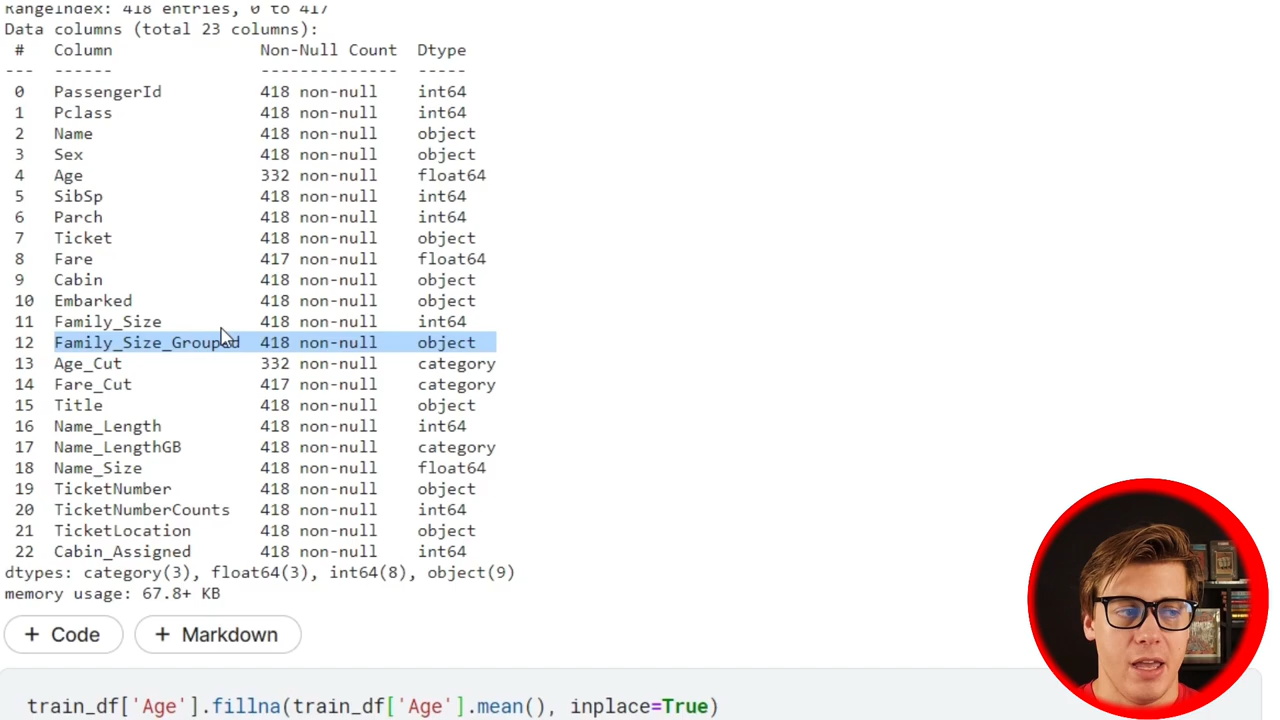 RangeIndex: 418 entries, 0 to 417
Data columns (total 23 columns):
# Column Non-Null Count Dtype
--- ------ -------------- -----
0 PassengerId 418 non-null int64
1 Pclass 418 non-null int64
2 Name 418 non-null object
3 Sex 418 non-null object
4 Age 332 non-null float64
5 SibSp 418 non-null int64
6 Parch 418 non-null int64
7 Ticket 418 non-null object
8 Fare 417 non-null float64
9 Cabin 418 non-null object
10 Embarked 418 non-null object
11 Family_Size 418 non-null int64
12 Family_Size_Grouped 418 non-null object
13 Age_Cut 332 non-null category
14 Fare_Cut 417 non-null category
15 Title 418 non-null object
16 Name_Length 418 non-null int64
17 Name_LengthGB 418 non-null category
18 Name_Size 418 non-null float64
19 TicketNumber 418 non-null object
20 TicketNumberCounts 418 non-null int64
21 TicketLocation 418 non-null object
22 Cabin_Assigned 418 non-null int64
dtypes: category(3), float64(3), int64(8), object(9)
memory usage: 67.8+ KB
+ Code + Markdown
train_df['Age'].fillna(train_df['Age'].mean(), inplace=True)